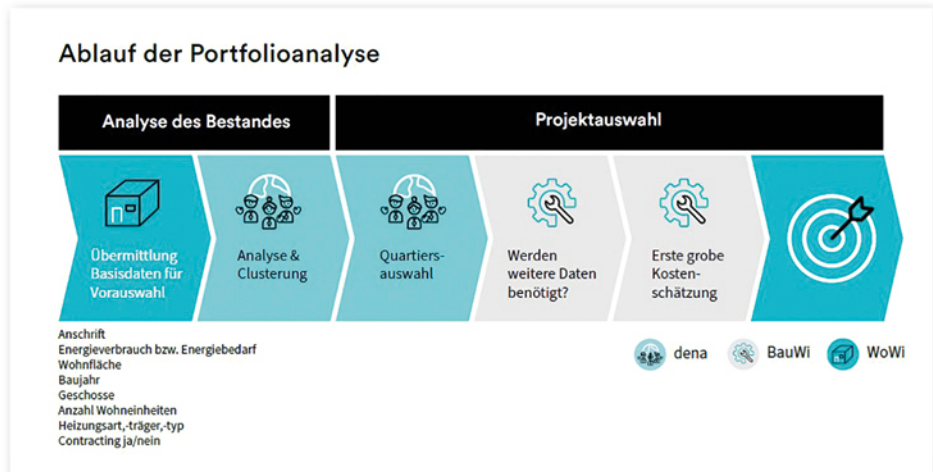 Ablauf der Portfolioanalyse
Analyse des Bestandes
Projektauswahl
Übermittlung
Basisdaten für
Vorauswahl
Analyse &
Clusterung
Quartiers-
auswahl
Werden
weitere Daten
benötigt?
Erste grobe
Kosten-
schätzung
Anschrift
Energieverbrauch bzw. Energiebedarf
Wohnfläche
Baujahr
Geschosse
Anzahl Wohneinheiten
Heizungsart,-träger,-typ
Contracting ja/nein
dena
BauWi
WoWi